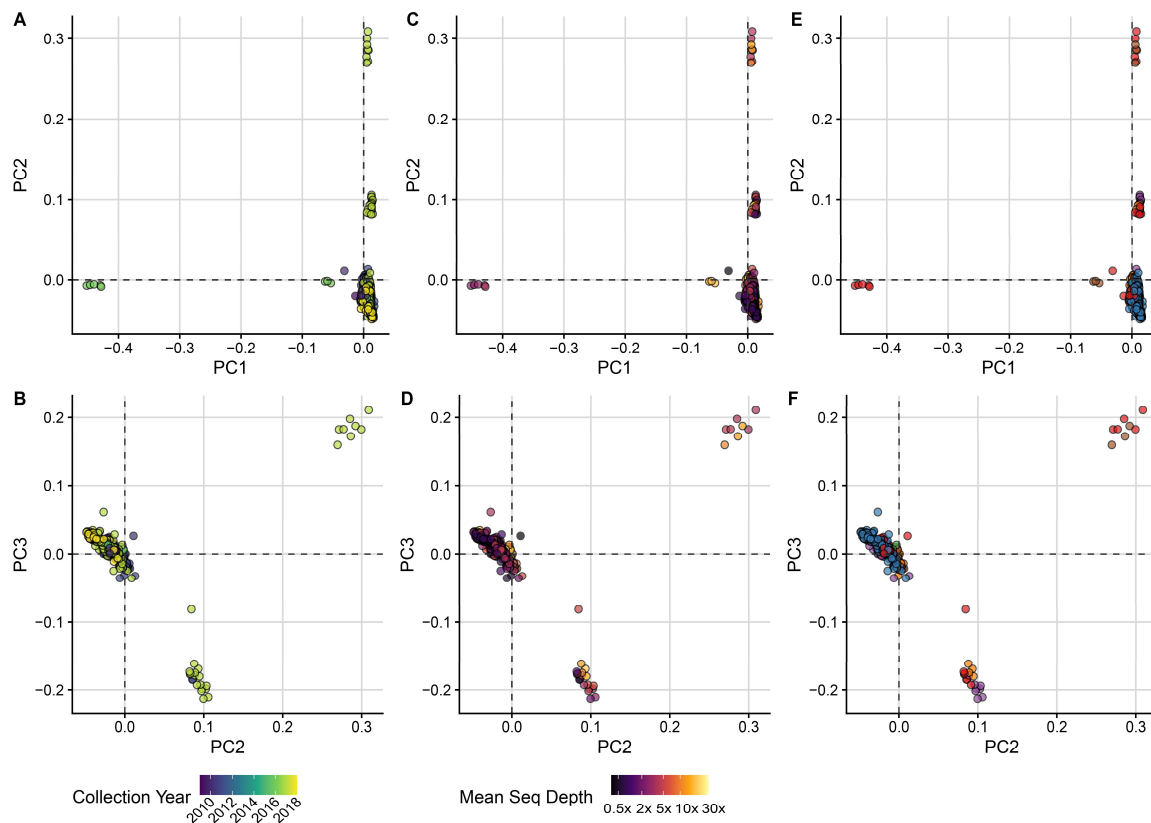 A
C
E
0.3
0.2
0.1
0.0
PC2
−0.4 −0.3 −0.2 −0.1 0.0
PC1
0.3
0.2
0.1
0.0
PC2
−0.4 −0.3 −0.2 −0.1 0.0
PC1
0.3
0.2
0.1
0.0
PC2
−0.4 −0.3 −0.2 −0.1 0.0
PC1
B
D
F
0.2
0.1
0.0
−0.1
−0.2
PC3
0.0 0.1 0.2 0.3
PC2
0.2
0.1
0.0
−0.1
−0.2
PC3
0.0 0.1 0.2 0.3
PC2
0.2
0.1
0.0
−0.1
−0.2
PC3
0.0 0.1 0.2 0.3
PC2
Collection Year
2010 2012 2014 2016 2018
Mean Seq Depth
0.5x 2x 5x 10x 30x